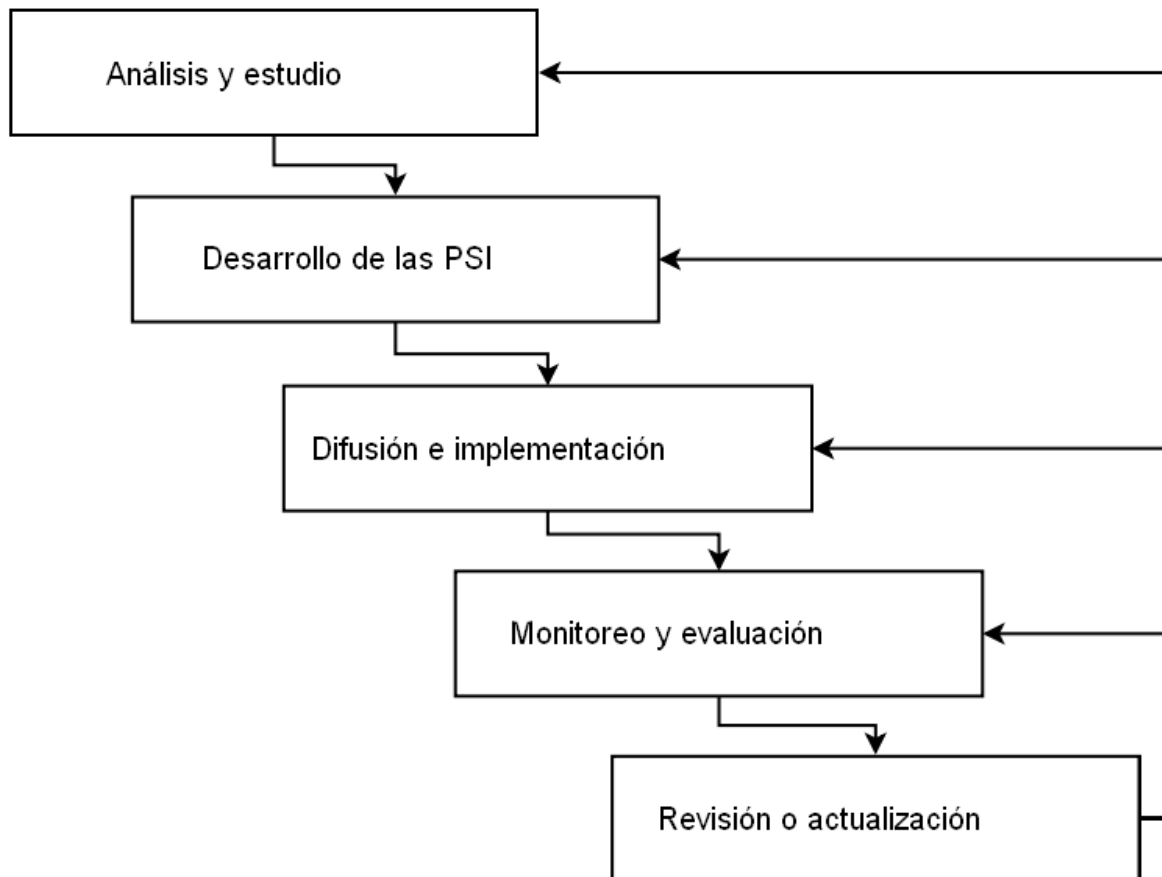 Análisis y estudio
Desarrollo de las PSI
Difusión e implementación
Monitoreo y evaluación
Revisión o actualización